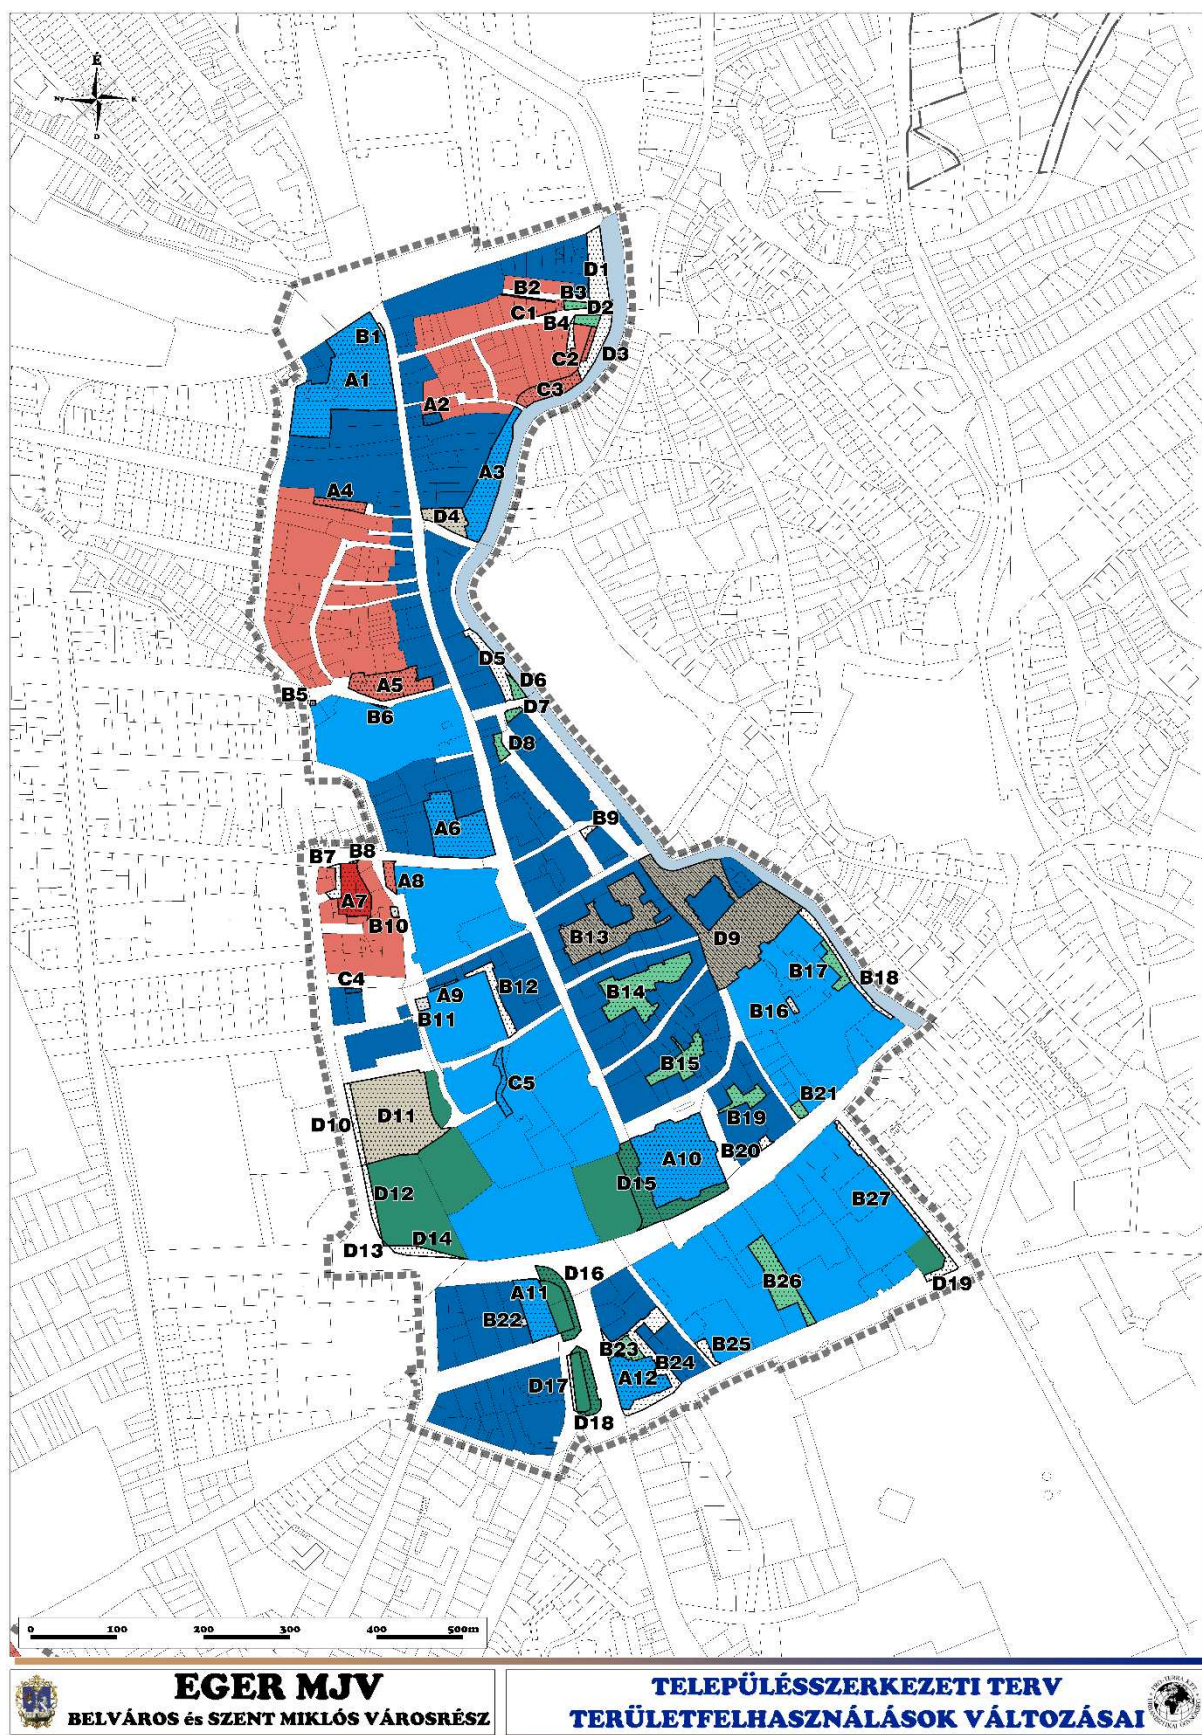 É
Ny K
D
D1
B2 B3
C1 D2
B4
B1
C2 D3
A1
C3
A2
A3
A4
D4
D5
D6
A5
B5
B6
D7
D8
B9
A6
B7 B8
A8
A7
B10
B13
D9
B17
B18
C4
A9
B12
B14
B11
B16
B15
C5
B21
B19
D10 D11
B20
A10
D15
D12
B27
D14
D13
D16
B26
D19
A11
B22
B23
B25
B24
A12
D17
D18
0 100 200 300 400 500m
EGER MJV
BELVÁROS és SZENT MIKLÓS VÁROSRÉSZ
TELEPÜLÉSSZERKEZETI TERV
TERÜLETFELHASZNÁLÁSOK VÁLTOZÁSAI